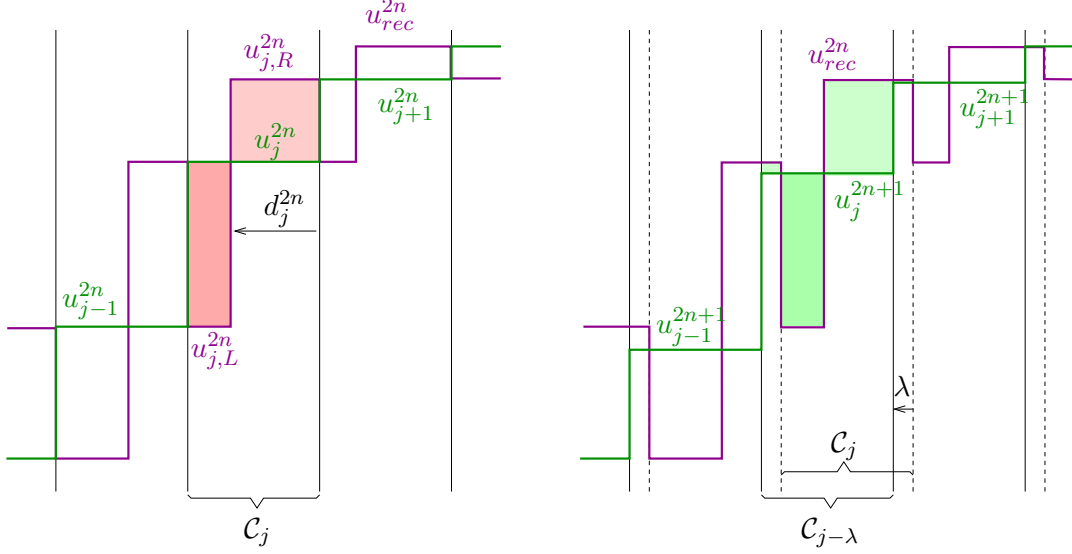 u_{rec}^{2n}
u_{j,R}^{2n}
u_{j+1}^{2n}
u_j^{2n}
d_j^{2n}
u_{j-1}^{2n}
u_{j,L}^{2n}
𝒞_j
u_{rec}^{2n}
u_{j+1}^{2n+1}
u_j^{2n+1}
u_{j-1}^{2n+1}
λ
𝒞_j
𝒞_{j-λ}